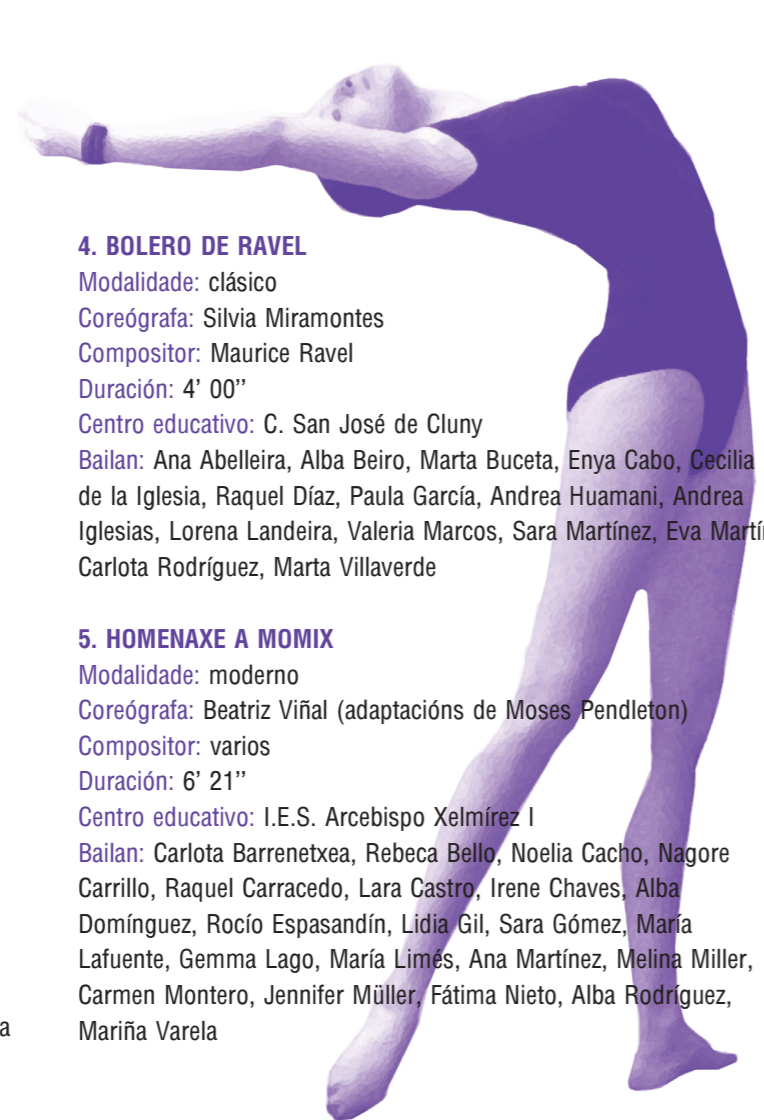 4. BOLERO DE RAVEL
Modalidade: clásico
Coreógrafa: Silvia Miramontes
Compositor: Maurice Ravel
Duración: 4’ 00’’
Centro educativo: C. San José de Cluny
Bailan: Ana Abelleira, Alba Beiro, Marta Buceta, Enya Cabo, Cecilia
de la Iglesia, Raquel Díaz, Paula García, Andrea Huamani, Andrea
Iglesias, Lorena Landeira, Valeria Marcos, Sara Martínez, Eva
Carlota Rodríguez, Marta Villaverde
5. HOMENAXE A MOMIX
Modalidade: moderno
Coreógrafa: Beatriz Viñal (adaptacións de Moses Pendleton)
Compositor: varios
Duración: 6’ 21’’
Centro educativo: I.E.S. Arcebispo Xelmírez I
Bailan: Carlota Barrenetxea, Rebeca Bello, Noelia Cacho, Nagore
Carrillo, Raquel Carracedo, Lara Castro, Irene Chaves, Alba
Domínguez, Rocío Espasandín, Lidia Gil, Sara Gómez, María
Lafuente, Gemma Lago, María Limés, Ana Martínez, Melina Miller,
Carmen Montero, Jennifer Müller, Fátima Nieto, Alba Rodríguez,
Mariña Varela